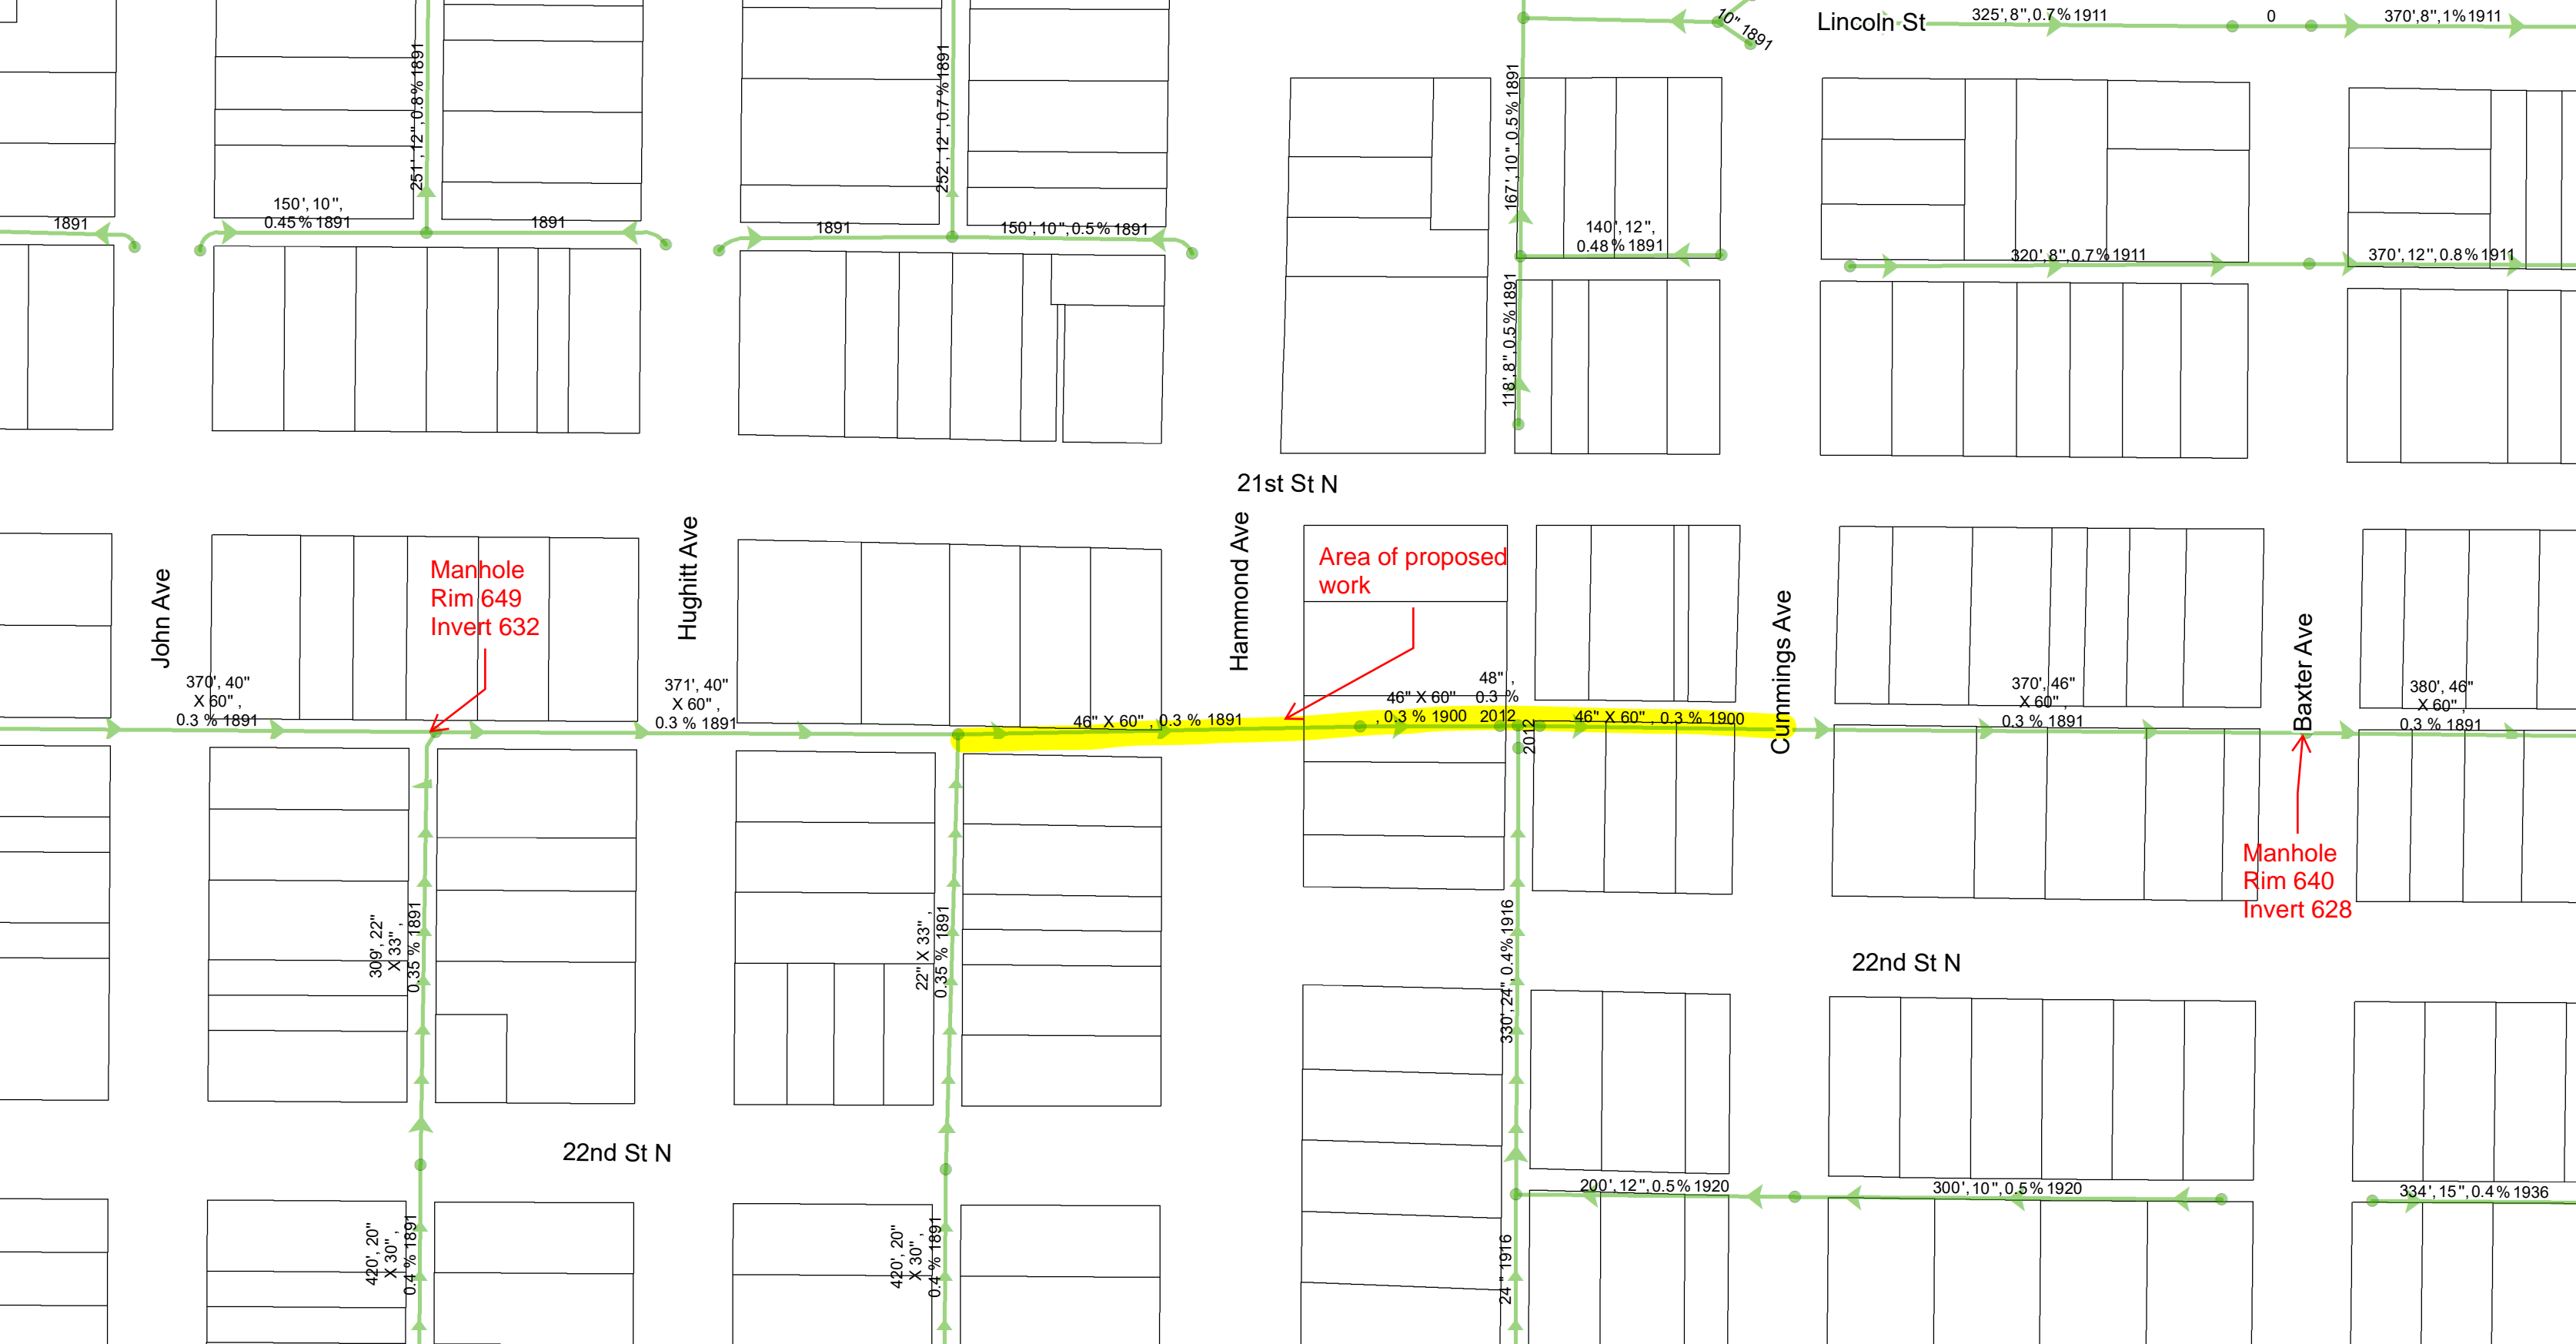 10" 1891
Lincoln St
325', 8", 0.7% 1911
0
370', 8", 1% 1911
251', 12", 0.8% 1891
252', 12", 0.7% 1891
167', 10", 0.5% 1891
1891
150', 10",
0.45% 1891
1891
1891
150', 10", 0.5% 1891
140', 12",
0.48% 1891
320', 8", 0.7% 1911
370', 12", 0.8% 1911
118', 8", 0.5% 1891
21st St N
John Ave
Hughitt Ave
Hammond Ave
Cummings Ave
Baxter Ave
Manhole
Rim 649
Invert 632
Area of proposed
work
370', 40"
X 60" ,
0.3 % 1891
371', 40"
X 60" ,
0.3 % 1891
46" X 60" , 0.3 % 1891
46" X 60"
, 0.3 % 1900
48" ,
0.3 %
2012
2012
46" X 60" , 0.3 % 1900
370', 46"
X 60" ,
0.3 % 1891
380', 46"
X 60" ,
0.3 % 1891
Manhole
Rim 640
Invert 628
309', 22"
X 33" ,
0.35 % 1891
22" X 33" ,
0.35 % 1891
330', 24", 0.4% 1916
22nd St N
22nd St N
200', 12", 0.5% 1920
300', 10", 0.5% 1920
334', 15", 0.4% 1936
420', 20"
X 30" ,
0.4 % 1891
420', 20"
X 30" ,
0.4 % 1891
24 " 1916